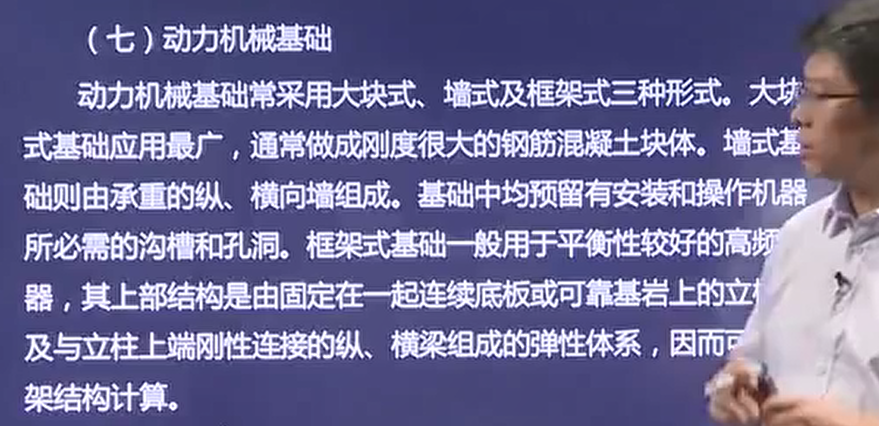 （七）动力机械基础
动力机械基础常采用大块式、墙式及框架式三种形式。大块
式基础应用最广，通常做成刚度很大的钢筋混凝土块体。墙式基
础则由承重的纵、横向墙组成。基础中均预留有安装和操作机器
所必需的沟槽和孔洞。框架式基础一般用于平衡性较好的高频
器，其上部结构是由固定在一起连续底板或可靠基岩上的立柱
及与立柱上端刚性连接的纵、横梁组成的弹性体系，因而可
架结构计算。